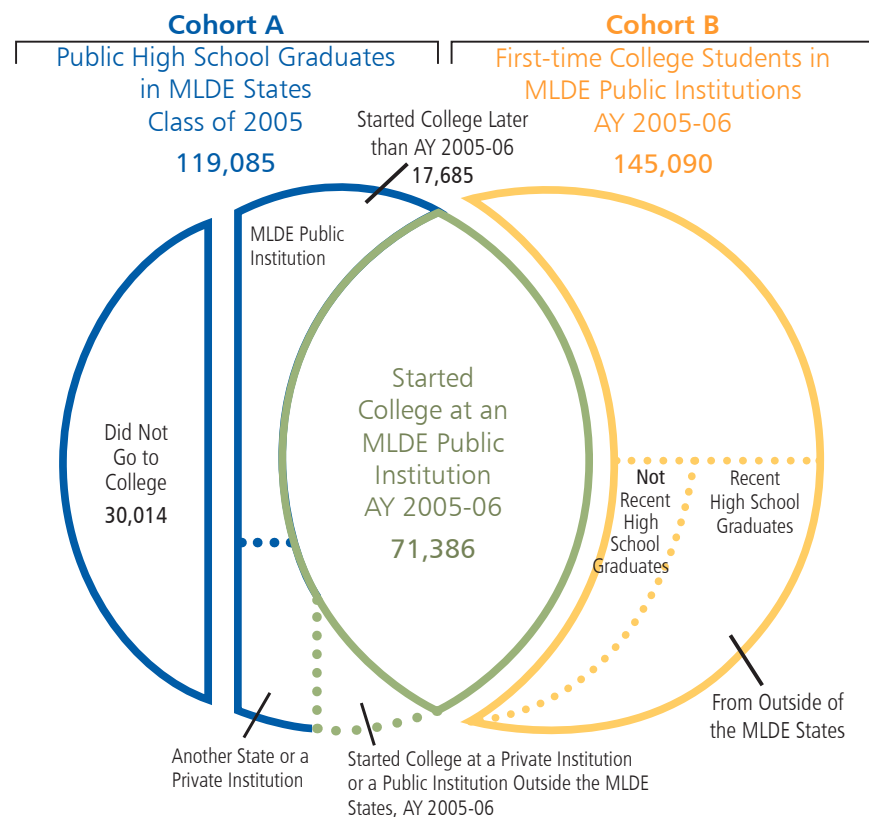 Cohort A
Public High School Graduates
in MLDE States
Class of 2005
119,085
Cohort B
First-time College Students in
MLDE Public Institutions
AY 2005-06
145,090
Started College Later
than AY 2005-06
17,685
MLDE Public
Institution
Did Not
Go to
College
30,014
Started
College at an
MLDE Public
Institution
AY 2005-06
71,386
Not
Recent
High
School
Graduates
Recent
High School
Graduates
From Outside of
the MLDE States
Another State or a
Private Institution
Started College at a Private Institution
or a Public Institution Outside the MLDE
States, AY 2005-06